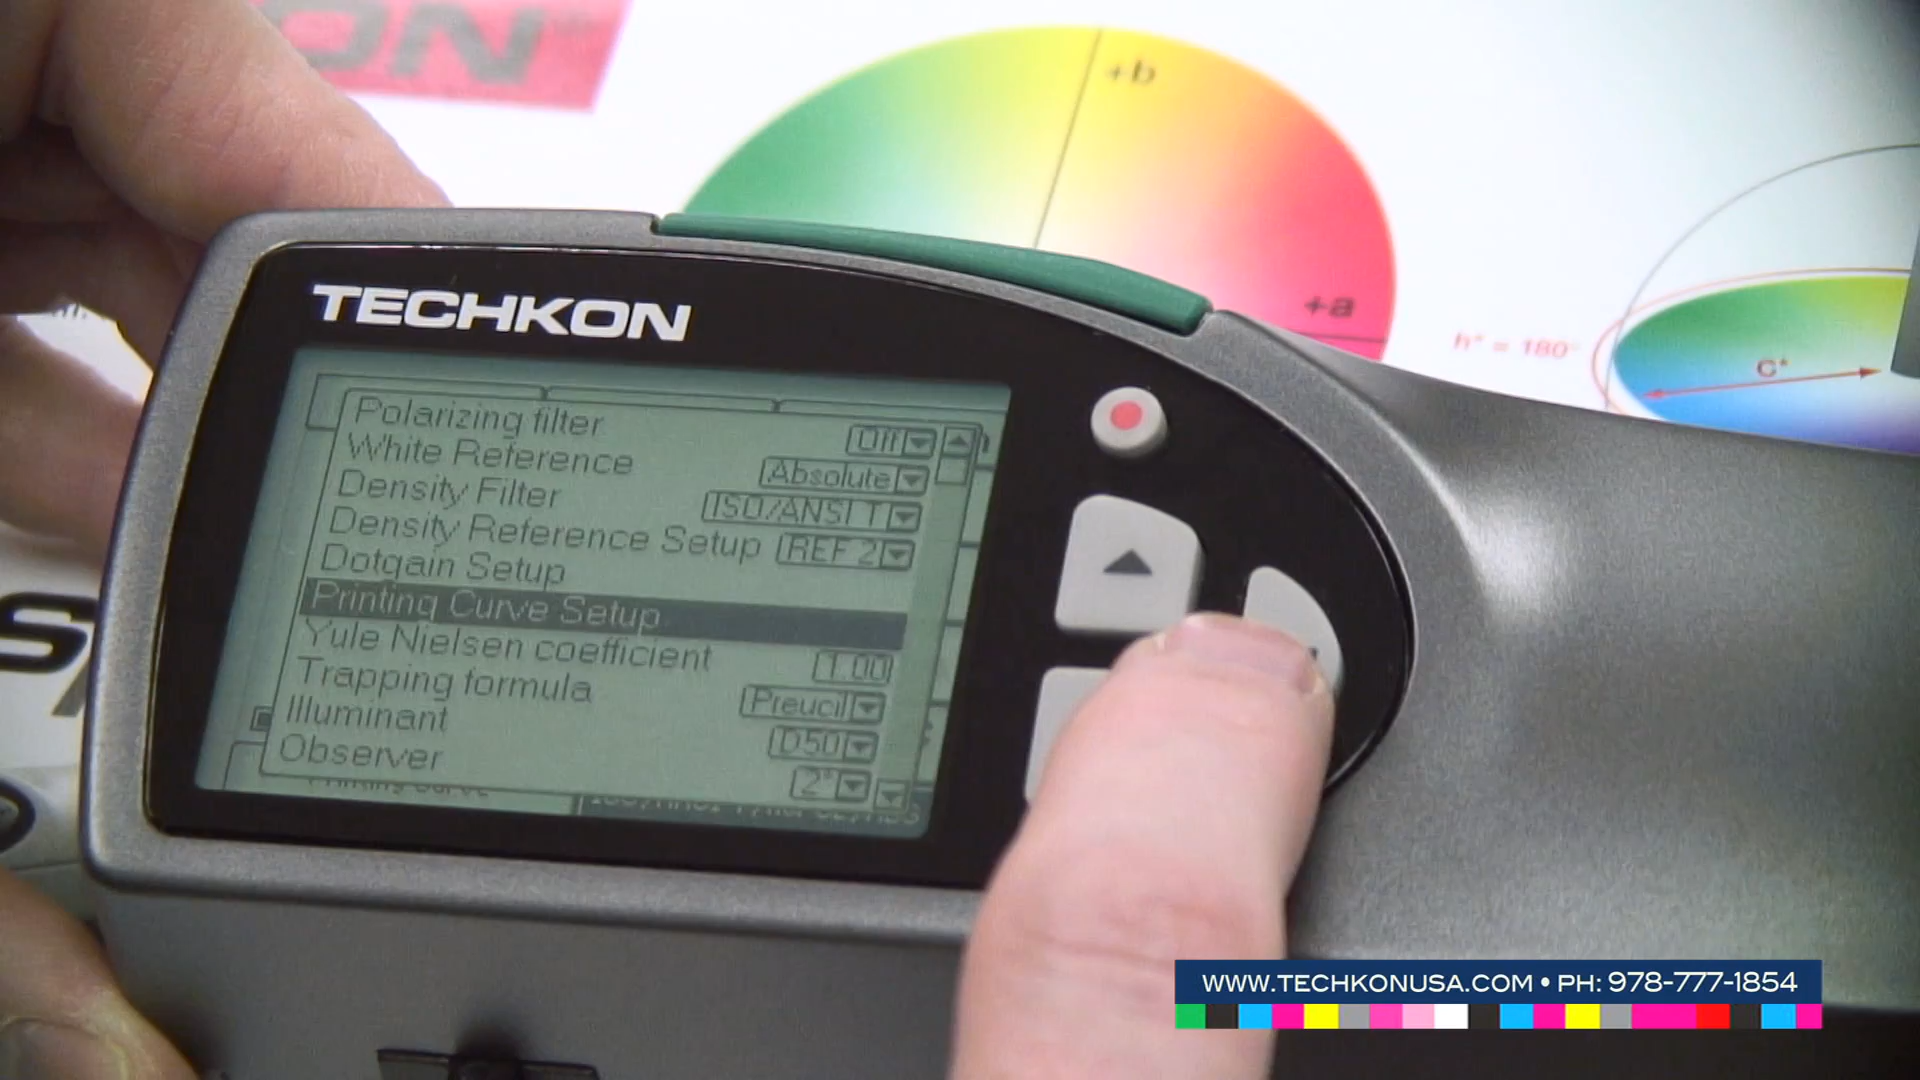 KON
+b
+a
h* = 180°
C*
TECHKON
Polarizing filter Off
White Reference Absolute
Density Filter ISO/ANSI T
Density Reference Setup REF 2
Dotgain Setup
Printing Curve Setup
Yule Nielsen coefficient 1.00
Trapping formula Preucil
Illuminant D50
Observer 2°
WWW.TECHKONUSA.COM • PH: 978-777-1854